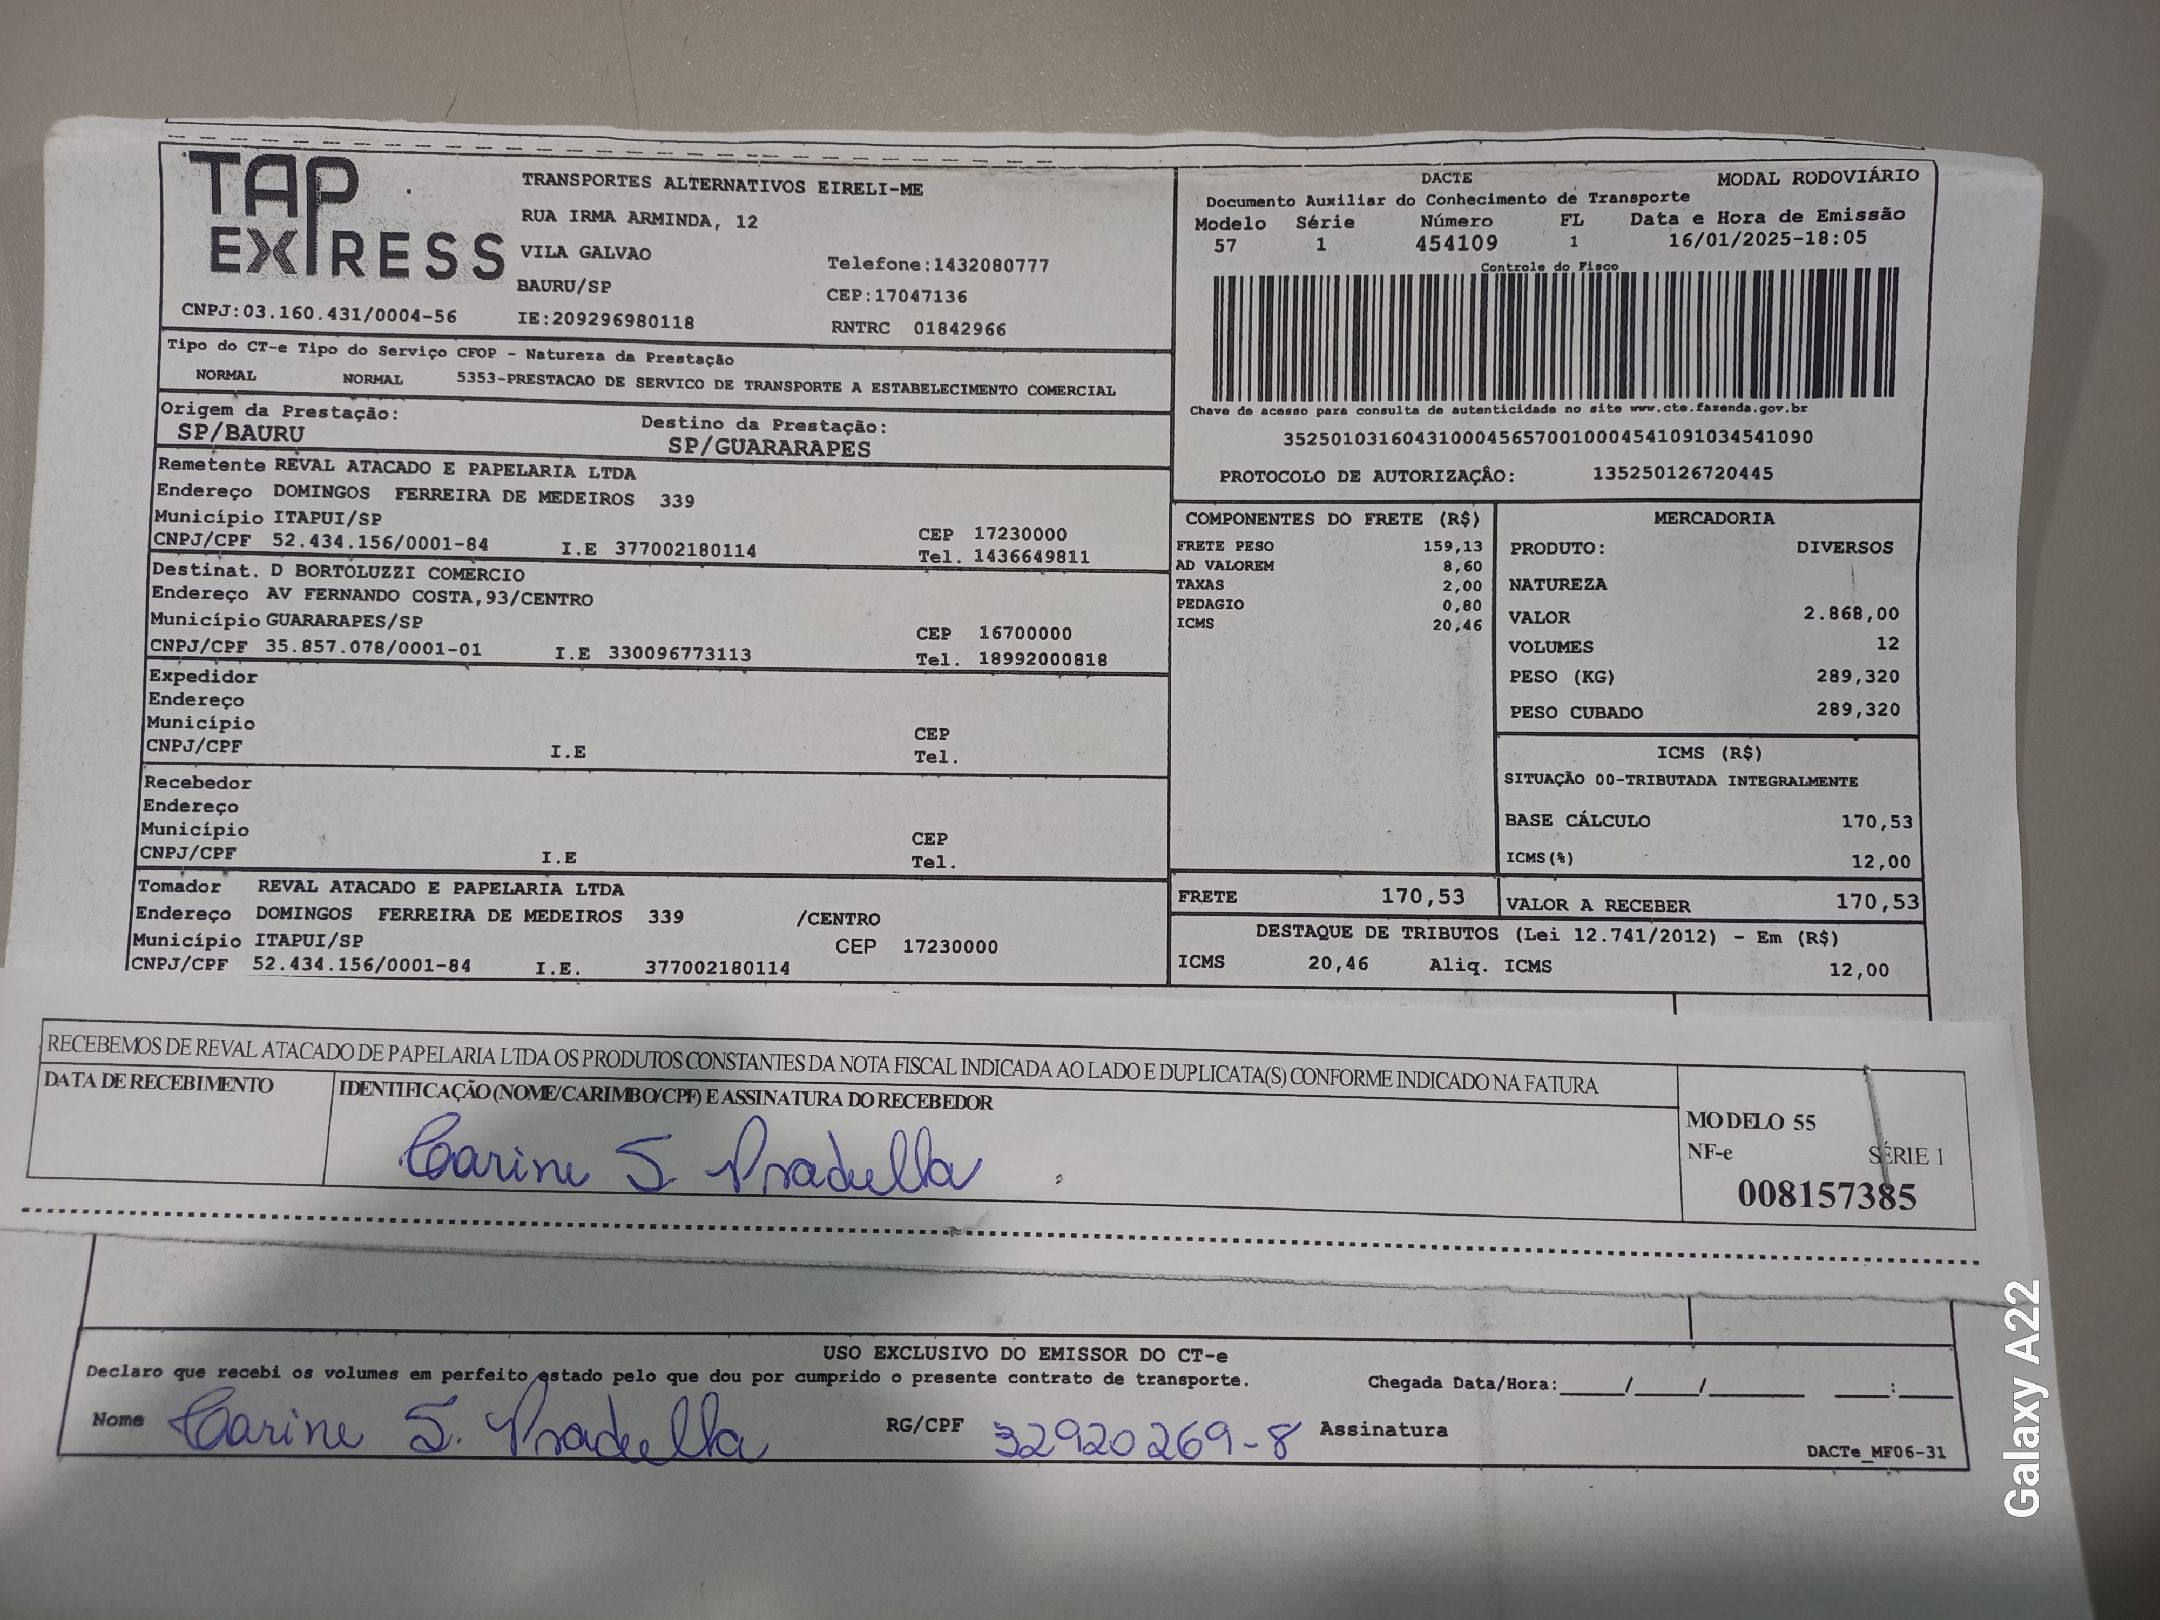 TAP EXPRESS
TRANSPORTES ALTERNATIVOS EIRELI-ME
RUA IRMA ARMINDA, 12
VILA GALVAO
Telefone:1432080777
BAURU/SP
CEP:17047136
CNPJ:03.160.431/0004-56
IE:209296980118
RNTRC 01842966
DACTE MODAL RODOVIÁRIO
Documento Auxiliar do Conhecimento de Transporte
Modelo Série Número FL Data e Hora de Emissão
57 1 454109 1 16/01/2025-18:05
Controle do Fisco
Chave de acesso para consulta de autenticidade no site www.cte.fazenda.gov.br
35250103160431000456570010004541091034541090
PROTOCOLO DE AUTORIZAÇÂO: 135250126720445
Tipo do CT-e Tipo do Serviço CFOP - Natureza da Prestação
NORMAL NORMAL 5353-PRESTACAO DE SERVICO DE TRANSPORTE A ESTABELECIMENTO COMERCIAL
Origem da Prestação: Destino da Prestação:
SP/BAURU SP/GUARARAPES
Remetente REVAL ATACADO E PAPELARIA LTDA
Endereço DOMINGOS FERREIRA DE MEDEIROS 339
Município ITAPUI/SP CEP 17230000
CNPJ/CPF 52.434.156/0001-84 I.E 377002180114 Tel. 1436649811
Destinat. D BORTOLUZZI COMERCIO
Endereço AV FERNANDO COSTA,93/CENTRO
Município GUARARAPES/SP CEP 16700000
CNPJ/CPF 35.857.078/0001-01 I.E 330096773113 Tel. 18992000818
Expedidor
Endereço
Município CEP
CNPJ/CPF I.E Tel.
Recebedor
Endereço
Município CEP
CNPJ/CPF I.E Tel.
Tomador REVAL ATACADO E PAPELARIA LTDA
Endereço DOMINGOS FERREIRA DE MEDEIROS 339 /CENTRO
Município ITAPUI/SP CEP 17230000
CNPJ/CPF 52.434.156/0001-84 I.E. 377002180114
COMPONENTES DO FRETE (R$)
FRETE PESO 159,13
AD VALOREM 8,60
TAXAS 2,00
PEDAGIO 0,80
ICMS 20,46
MERCADORIA
PRODUTO: DIVERSOS
NATUREZA
VALOR 2.868,00
VOLUMES 12
PESO (KG) 289,320
PESO CUBADO 289,320
ICMS (R$)
SITUAÇÃO 00-TRIBUTADA INTEGRALMENTE
BASE CÁLCULO 170,53
ICMS(%) 12,00
FRETE 170,53 VALOR A RECEBER 170,53
DESTAQUE DE TRIBUTOS (Lei 12.741/2012) - Em (R$)
ICMS 20,46 Aliq. ICMS 12,00
RECEBEMOS DE REVAL ATACADO DE PAPELARIA LTDA OS PRODUTOS CONSTANTES DA NOTA FISCAL INDICADA AO LADO E DUPLICATA(S) CONFORME INDICADO NA FATURA
DATA DE RECEBIMENTO IDENTIFICAÇÃO (NOME/CARIMBO/CPF) E ASSINATURA DO RECEBEDOR
Carine S. Pradella
MODELO 55
NF-e SÉRIE 1
008157385
USO EXCLUSIVO DO EMISSOR DO CT-e
Declaro que recebi os volumes em perfeito estado pelo que dou por cumprido o presente contrato de transporte. Chegada Data/Hora:____/____/______ ____:____
Nome Carine S. Pradella RG/CPF 32920269-8 Assinatura
DACTe_MF06-31
Galaxy A22